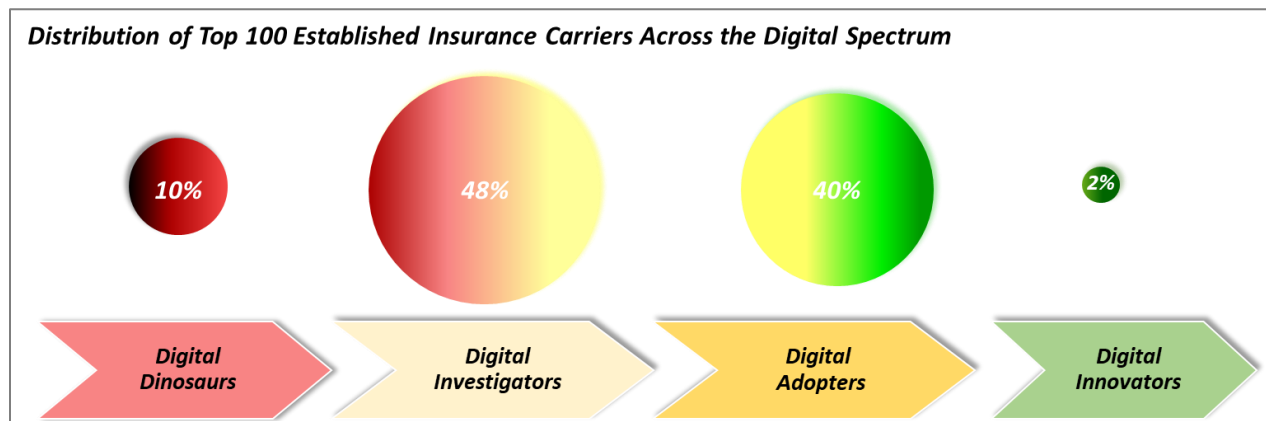 Distribution of Top 100 Established Insurance Carriers Across the Digital Spectrum
10%
48%
40%
2%
Digital
Dinosaurs
Digital
Investigators
Digital
Adopters
Digital
Innovators